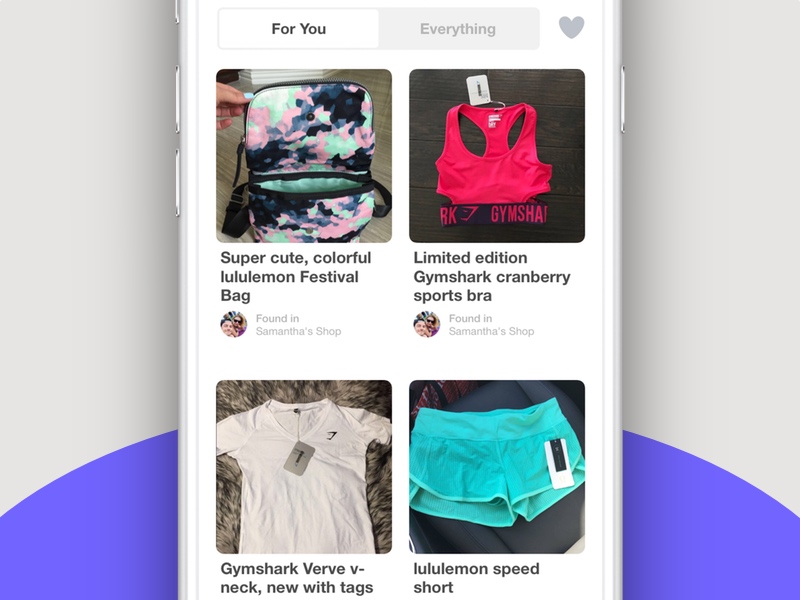 For You
Everything
Super cute, colorful
lululemon Festival
Bag
Found in
Samantha's Shop
RK GYMSHAR
Limited edition
Gymshark cranberry
sports bra
Found in
Samantha's Shop
Gymshark Verve v-
neck, new with tags
lululemon speed
short